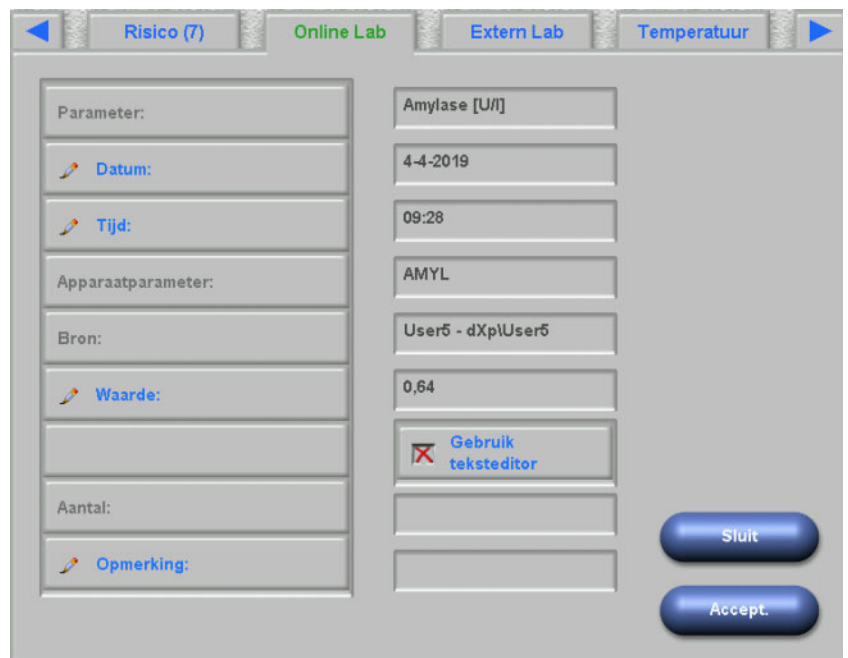 Risico (7)
Online Lab
Extern Lab
Temperatuur
Parameter:
Amylase [U/l]
Datum:
4-4-2019
Tijd:
09:28
Apparaatparameter:
AMYL
Bron:
User5 - dXp\User5
Waarde:
0,64
Gebruik
teksteditor
Aantal:
Opmerking:
Sluit
Accept.